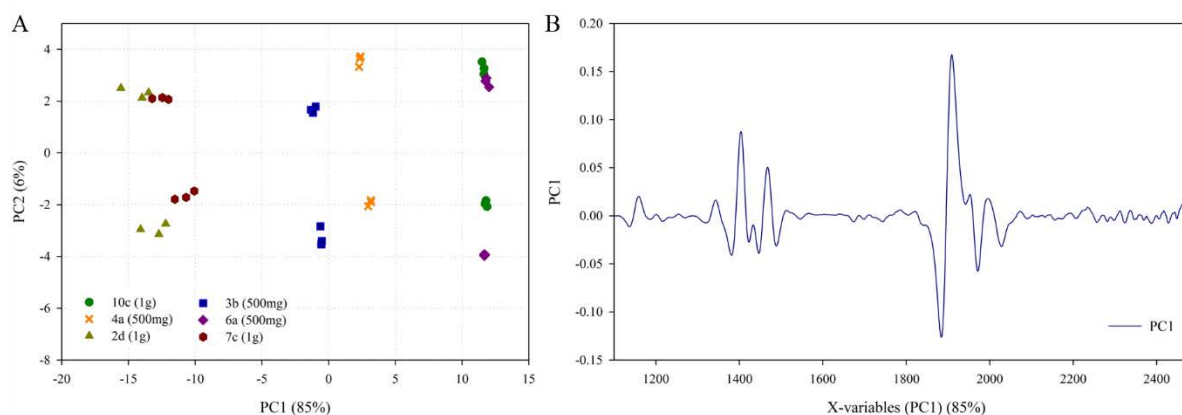 A
PC2 (6%)
4
2
0
-2
-4
-6
-8
10c (1g)
4a (500mg)
2d (1g)
3b (500mg)
6a (500mg)
7c (1g)
-20 -15 -10 -5 0 5 10 15
PC1 (85%)
B
PC1
0.20
0.15
0.10
0.05
0.00
-0.05
-0.10
-0.15
PC1
1200 1400 1600 1800 2000 2200 2400
X-variables (PC1) (85%)